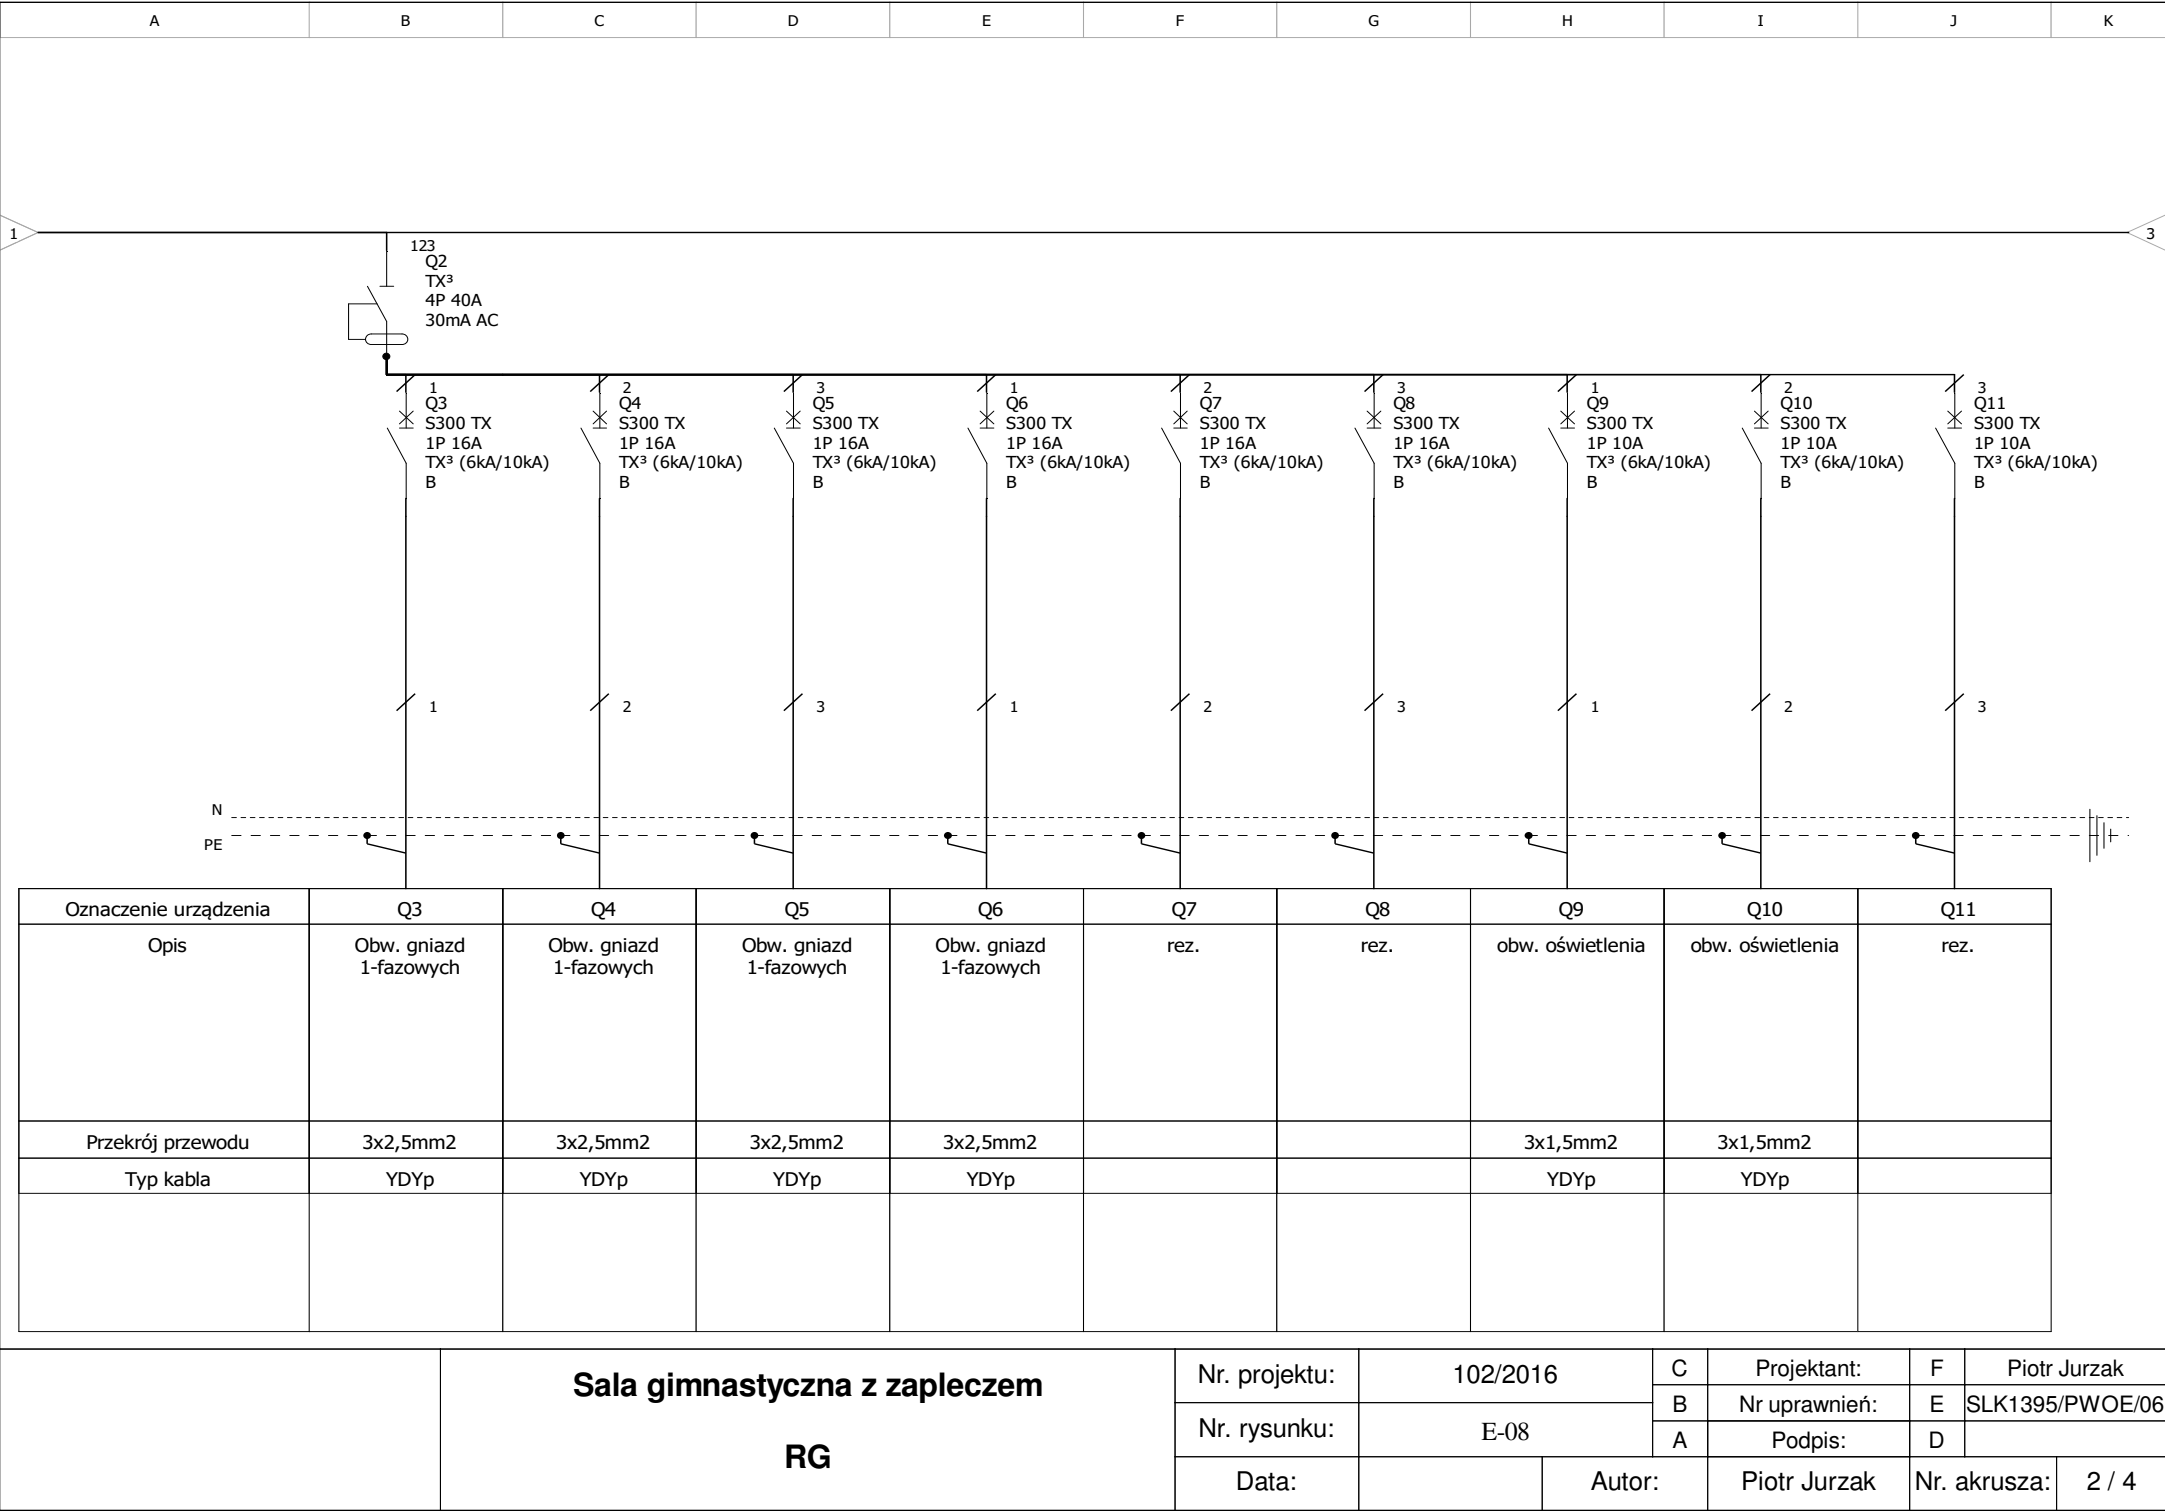 A B C D E F G H I J K
1 3
123
Q2
TX³
4P 40A
30mA AC
1 2 3 1 2 3 1 2 3
Q3 Q4 Q5 Q6 Q7 Q8 Q9 Q10 Q11
S300 TX S300 TX S300 TX S300 TX S300 TX S300 TX S300 TX S300 TX S300 TX
1P 16A 1P 16A 1P 16A 1P 16A 1P 16A 1P 16A 1P 10A 1P 10A 1P 10A
TX³ (6kA/10kA) TX³ (6kA/10kA) TX³ (6kA/10kA) TX³ (6kA/10kA) TX³ (6kA/10kA) TX³ (6kA/10kA) TX³ (6kA/10kA) TX³ (6kA/10kA) TX³ (6kA/10kA)
B B B B B B B B B
1 2 3 1 2 3 1 2 3
N
PE
Oznaczenie urządzenia Q3 Q4 Q5 Q6 Q7 Q8 Q9 Q10 Q11
Opis Obw. gniazd Obw. gniazd Obw. gniazd Obw. gniazd rez. rez. obw. oświetlenia obw. oświetlenia rez.
1-fazowych 1-fazowych 1-fazowych 1-fazowych
Przekrój przewodu 3x2,5mm2 3x2,5mm2 3x2,5mm2 3x2,5mm2 3x1,5mm2 3x1,5mm2
Typ kabla YDYp YDYp YDYp YDYp YDYp YDYp
Sala gimnastyczna z zapleczem
RG
Nr. projektu: 102/2016
Nr. rysunku: E-08
C Projektant: F Piotr Jurzak
B Nr uprawnień: E SLK1395/PWOE/06
A Podpis: D
Data: Autor: Piotr Jurzak Nr. akrusza: 2 / 4